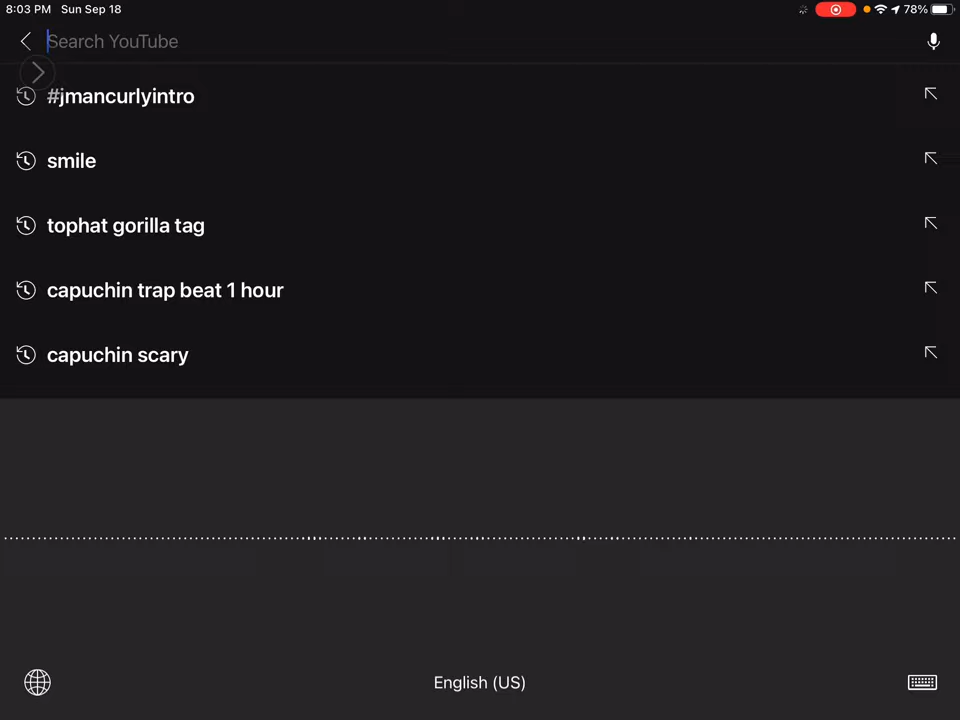 8:03 PM Sun Sep 18 78%
Search YouTube
#jmancurlyintro
smile
tophat gorilla tag
capuchin trap beat 1 hour
capuchin scary
English (US)